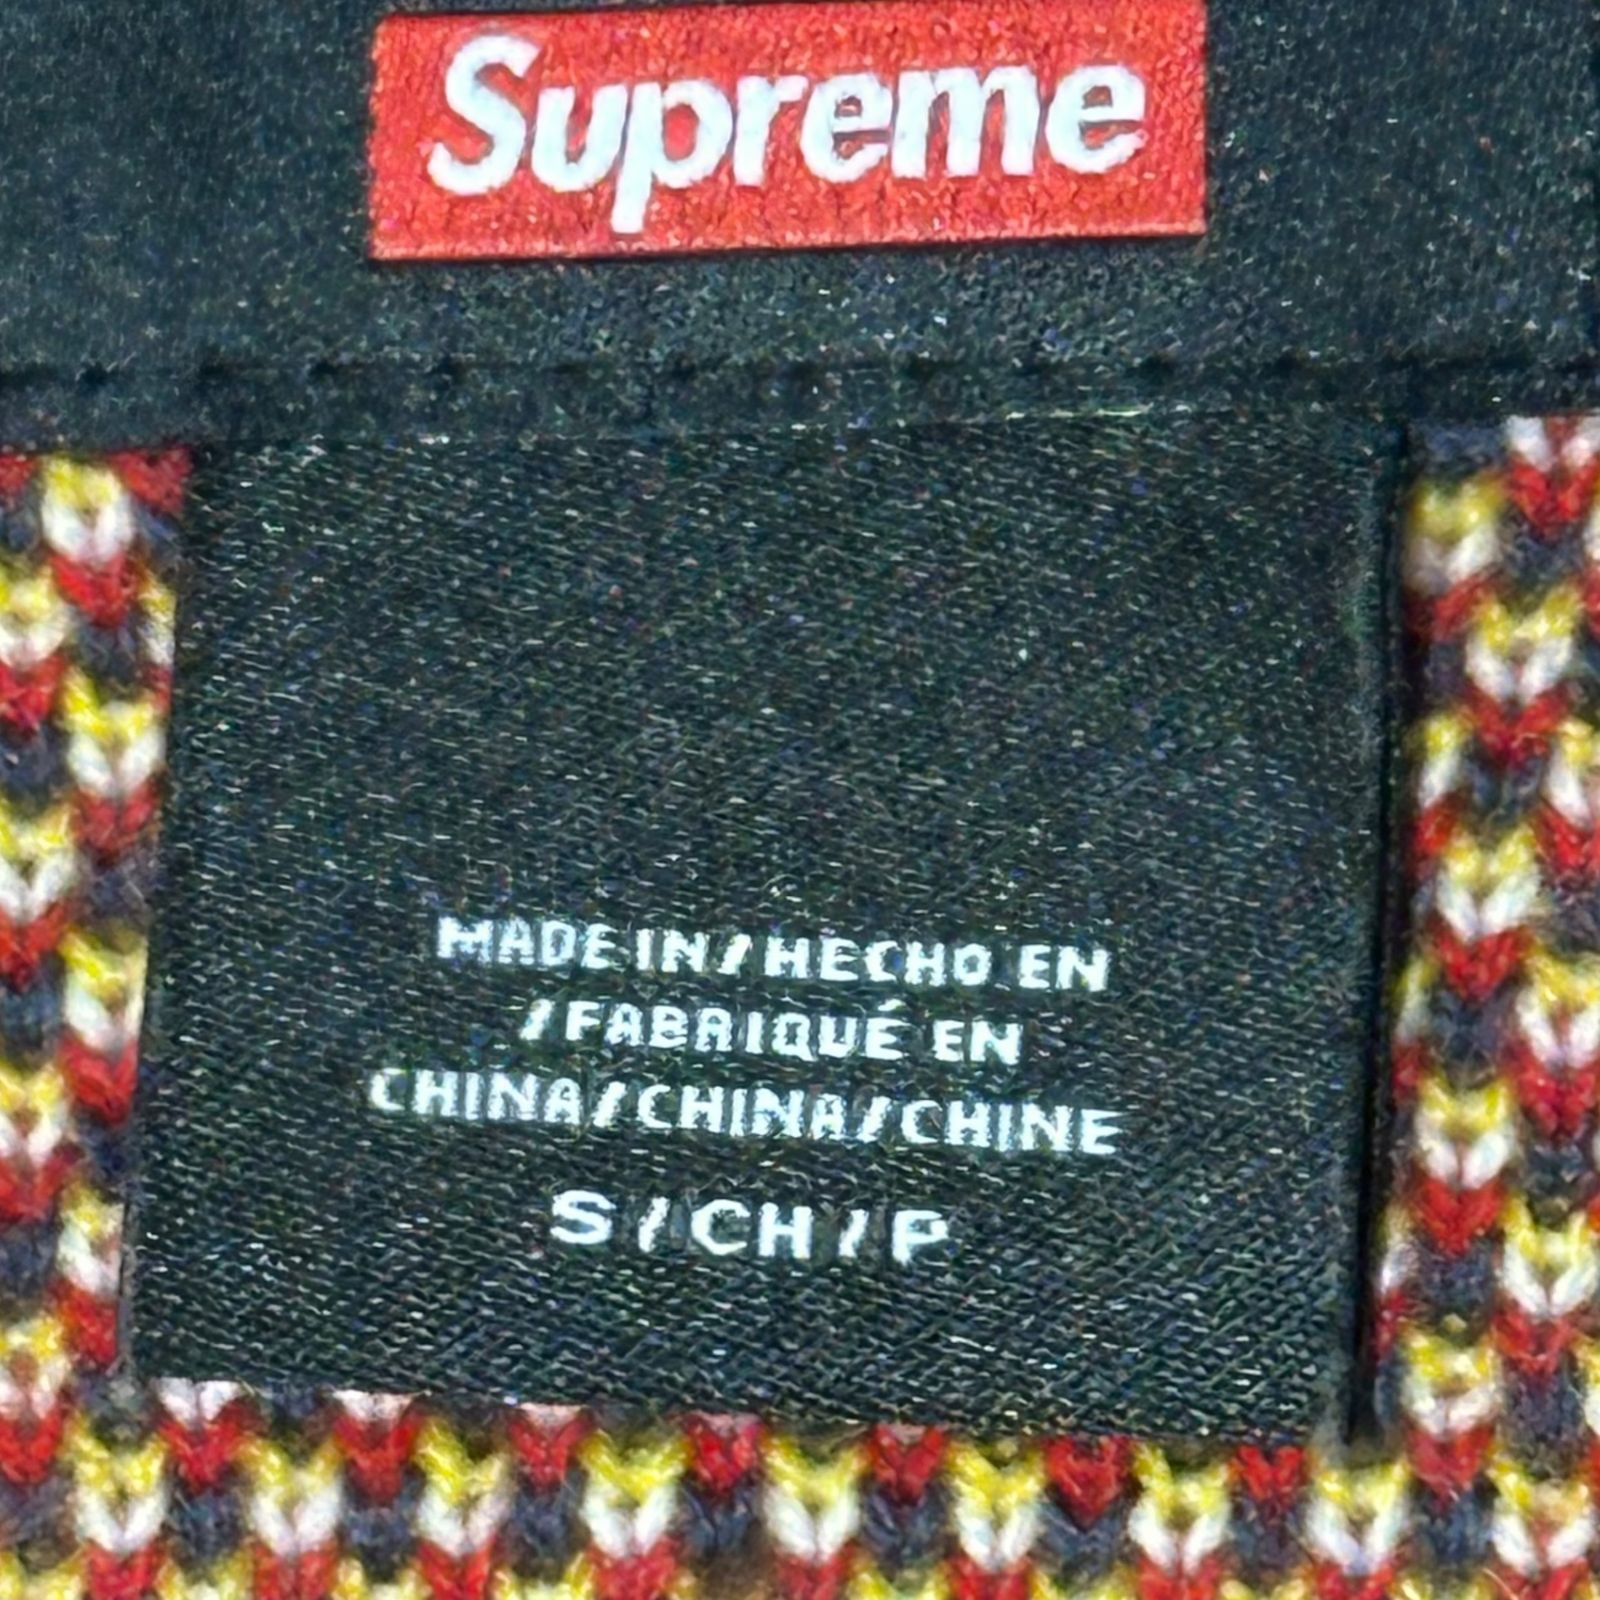 Supreme
MADE IN/HECHO EN
/FABRIQUÉ EN
CHINA/CHINA/CHINE
S/CH/P